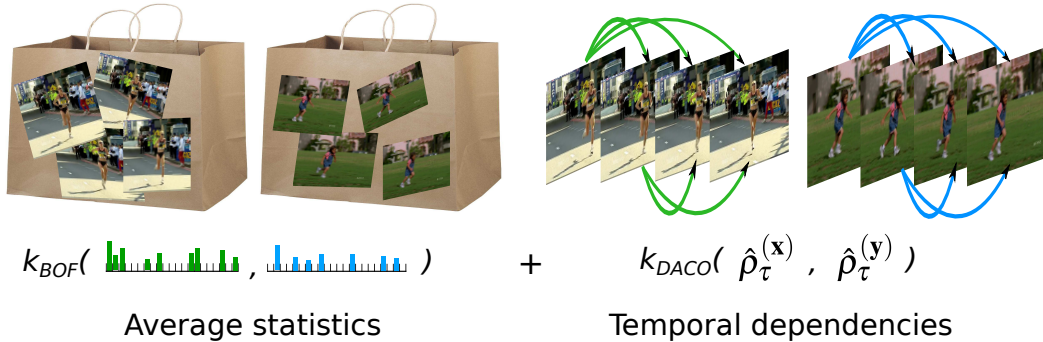 k_BOF( , ) + k_DACO( ρ̂_τ^(x) , ρ̂_τ^(y) )
Average statistics Temporal dependencies